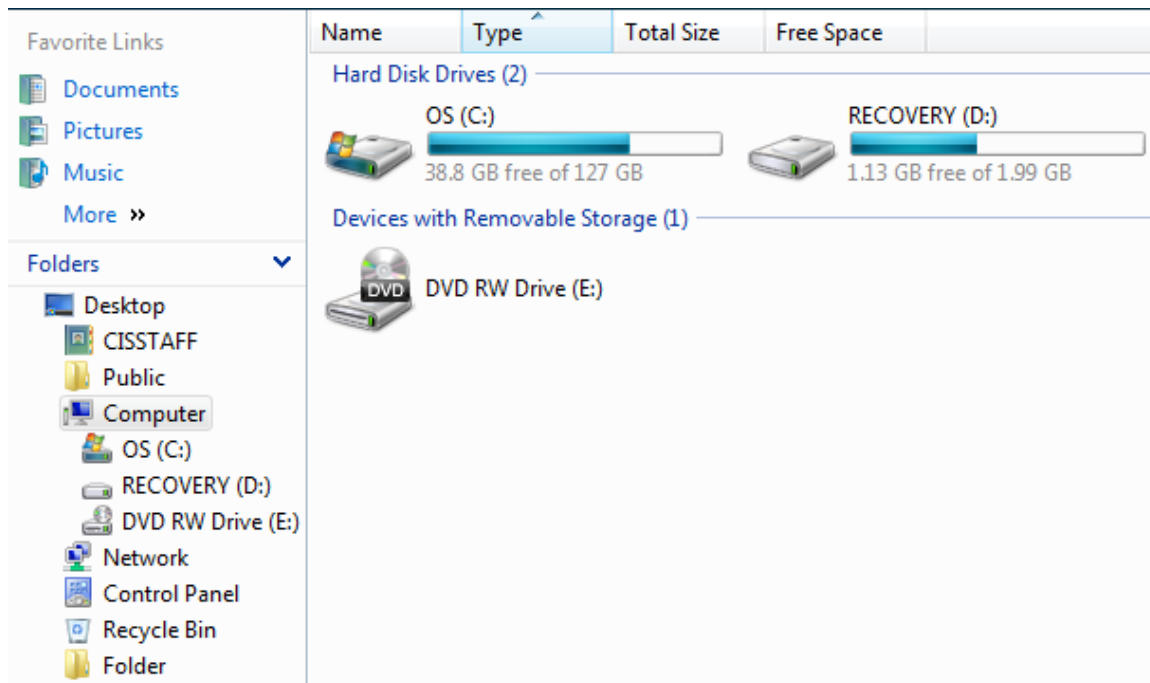 Favorite Links
Documents
Pictures
Music
More »
Folders
Desktop
CISSTAFF
Public
Computer
OS (C:)
RECOVERY (D:)
DVD RW Drive (E:)
Network
Control Panel
Recycle Bin
Folder
Name Type Total Size Free Space
Hard Disk Drives (2)
OS (C:)
38.8 GB free of 127 GB
RECOVERY (D:)
1.13 GB free of 1.99 GB
Devices with Removable Storage (1)
DVD
DVD RW Drive (E:)